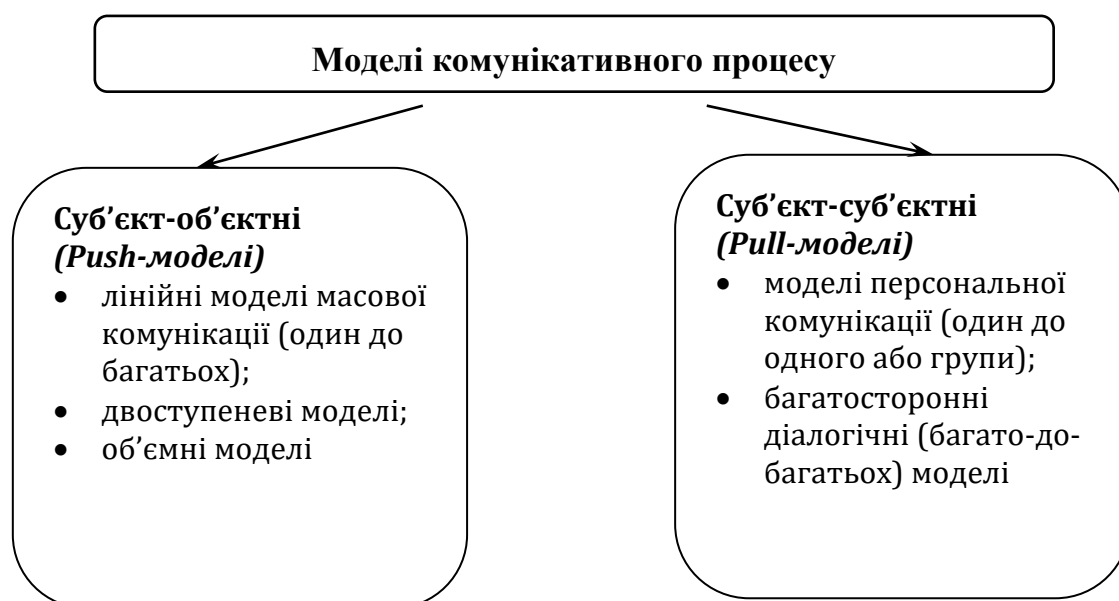 Моделі комунікативного процесу
Суб’єкт-об’єктні
(Push-моделі)
• лінійні моделі масової
комунікації (один до
багатьох);
• двоступеневі моделі;
• об’ємні моделі
Суб’єкт-суб’єктні
(Pull-моделі)
• моделі персональної
комунікації (один до
одного або групи);
• багатосторонні
діалогічні (багато-до-
багатьох) моделі